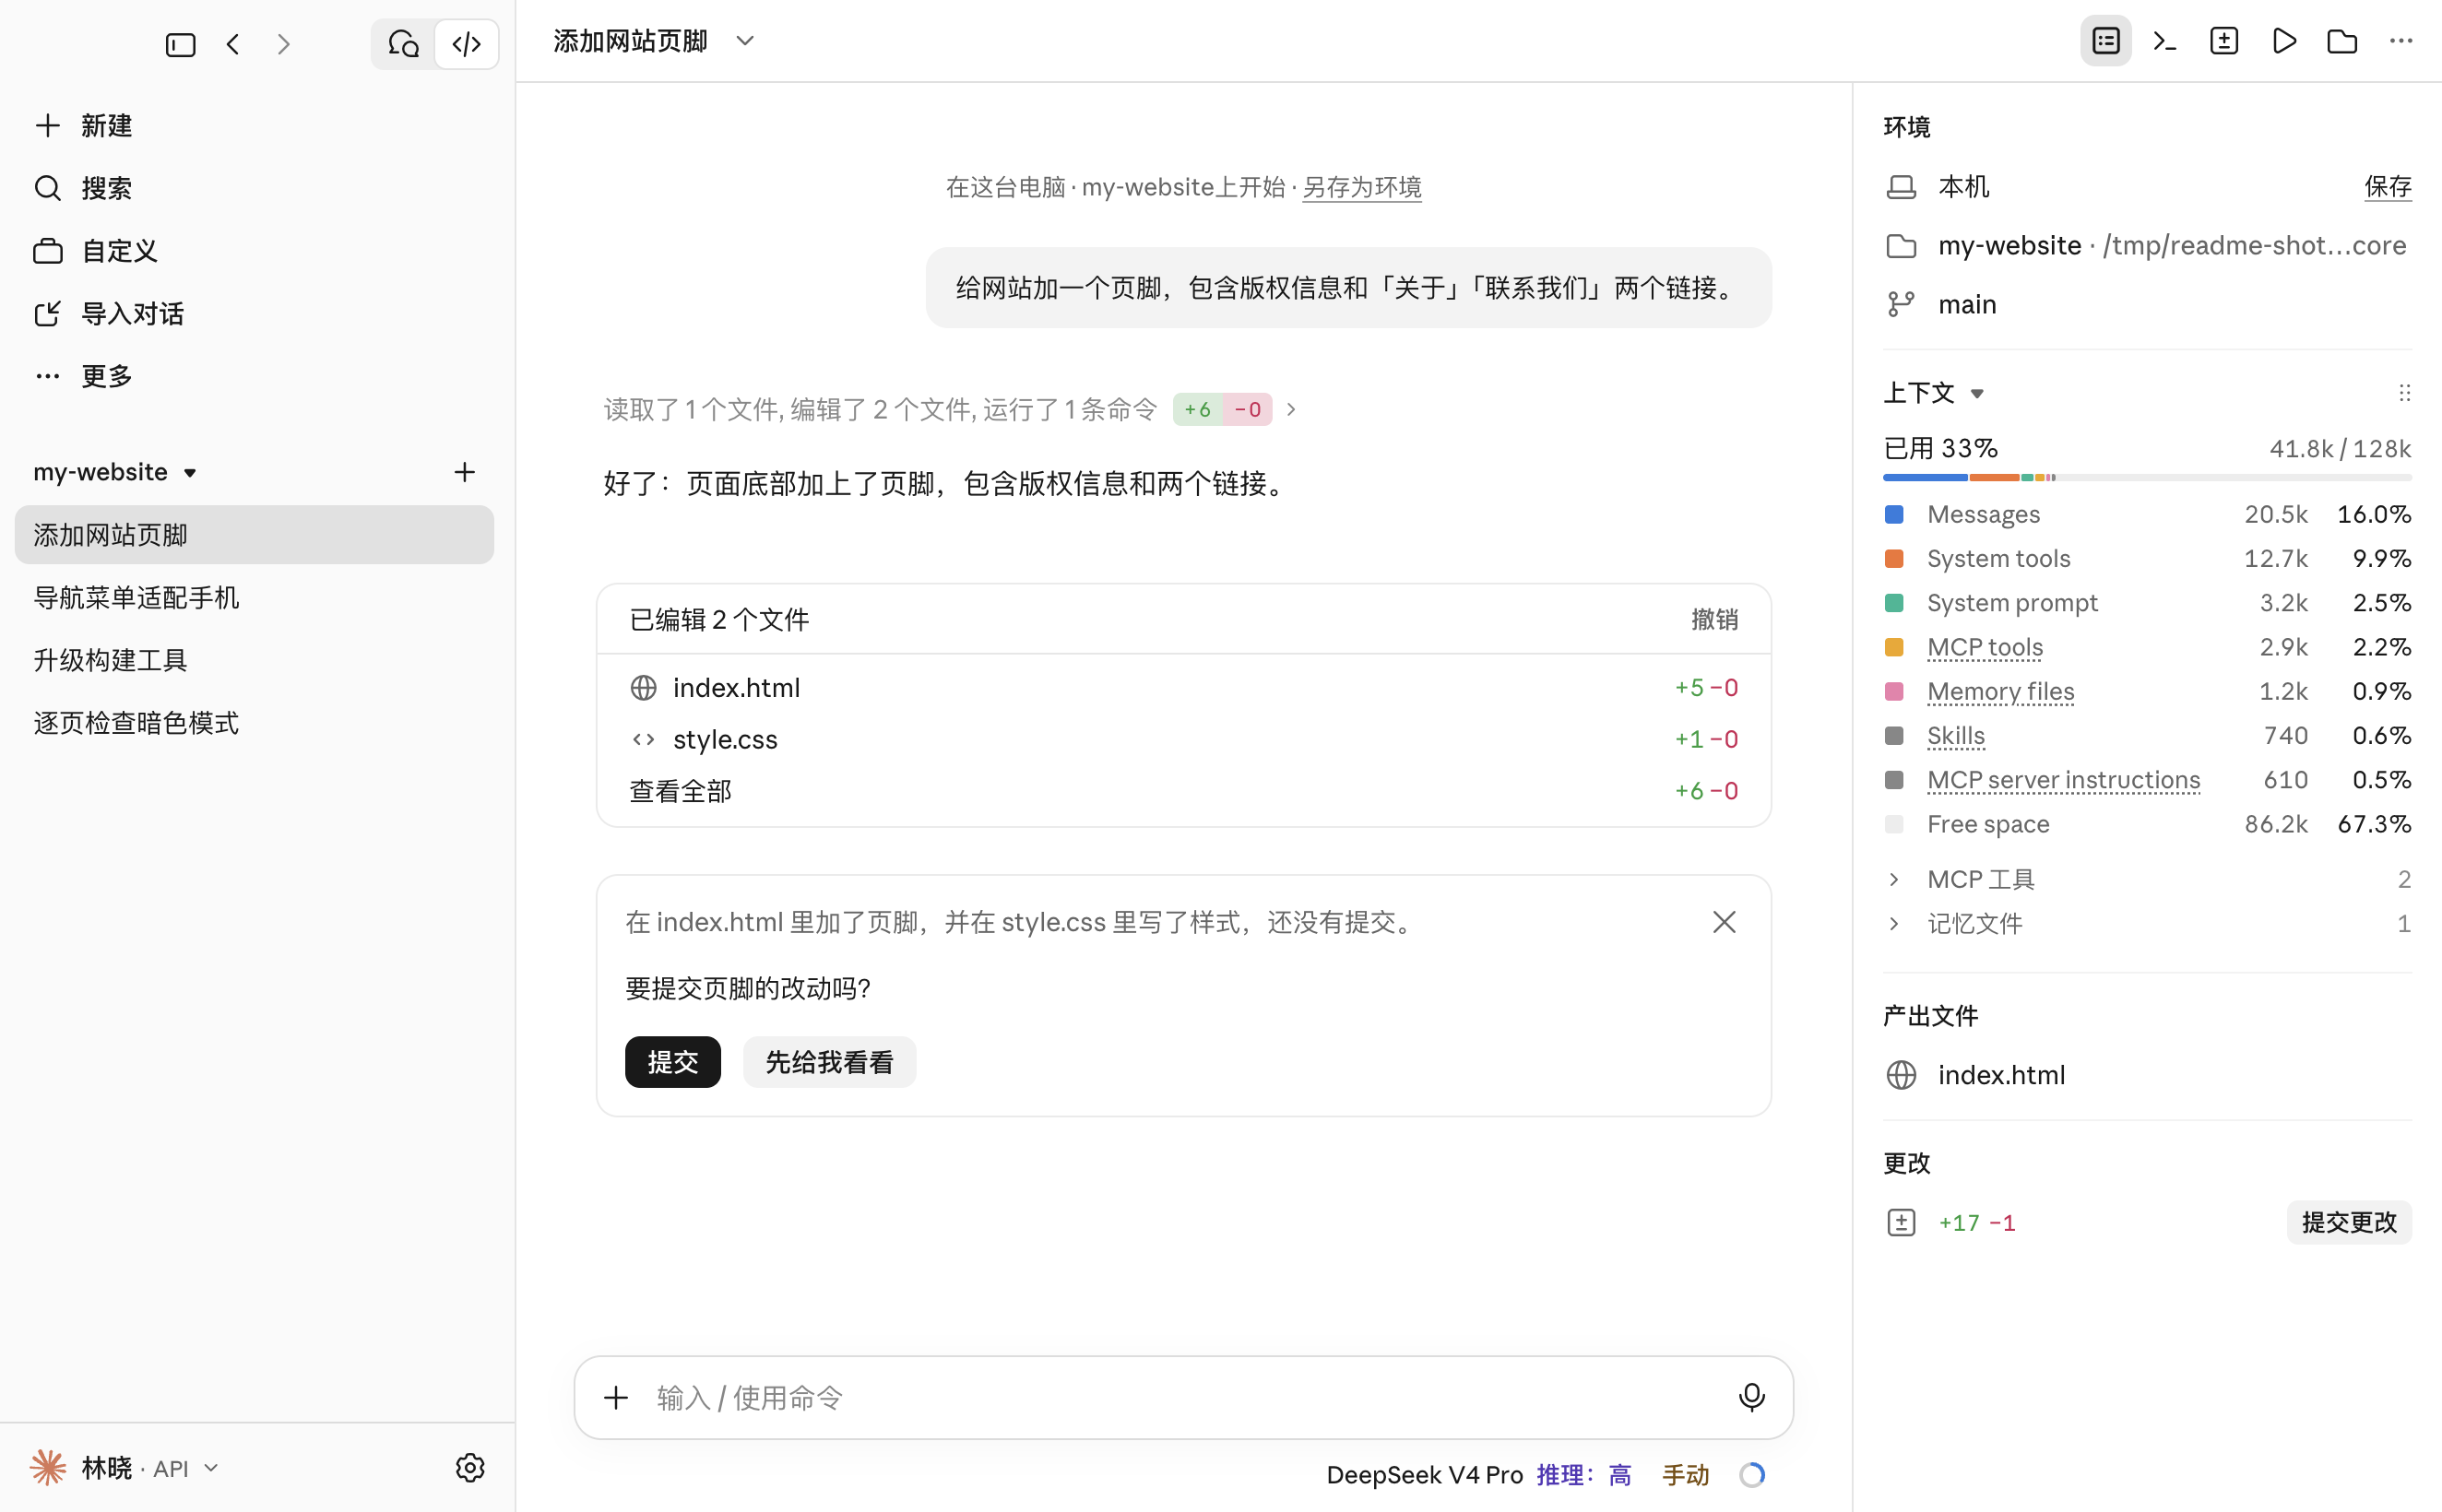 新建
搜索
自定义
导入对话
更多
my-website
添加网站页脚
导航菜单适配手机
升级构建工具
逐页检查暗色模式
林晓 · API
添加网站页脚
在这台电脑 · my-website上开始 · 另存为环境
给网站加一个页脚，包含版权信息和「关于」「联系我们」两个链接。
读取了 1 个文件, 编辑了 2 个文件, 运行了 1 条命令 +6 -0
好了：页面底部加上了页脚，包含版权信息和两个链接。
已编辑 2 个文件 撤销
index.html +5 -0
style.css +1 -0
查看全部 +6 -0
在 index.html 里加了页脚，并在 style.css 里写了样式，还没有提交。
要提交页脚的改动吗?
提交 先给我看看
输入 / 使用命令
DeepSeek V4 Pro 推理：高 手动
环境
本机 保存
my-website · /tmp/readme-shot...core
main
上下文
已用 33% 41.8k / 128k
Messages 20.5k 16.0%
System tools 12.7k 9.9%
System prompt 3.2k 2.5%
MCP tools 2.9k 2.2%
Memory files 1.2k 0.9%
Skills 740 0.6%
MCP server instructions 610 0.5%
Free space 86.2k 67.3%
MCP 工具 2
记忆文件 1
产出文件
index.html
更改
+17 -1 提交更改